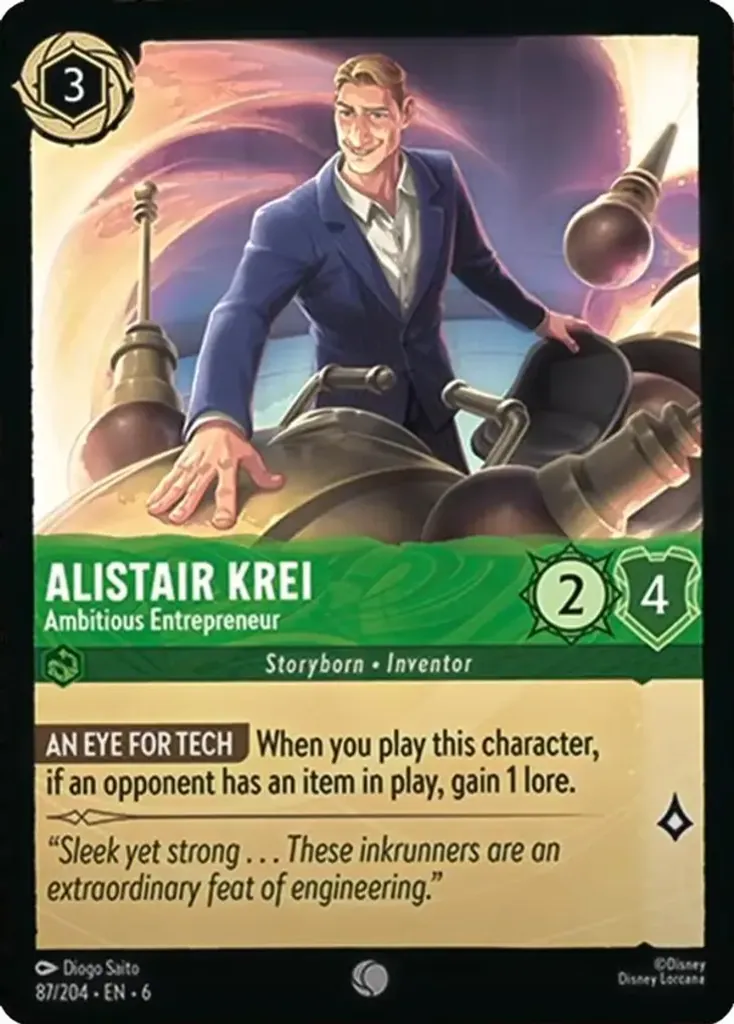 3
ALISTAIR KREI
Ambitious Entrepreneur
2
4
Storyborn • Inventor
AN EYE FOR TECH When you play this character,
if an opponent has an item in play, gain 1 lore.
“Sleek yet strong . . . These inkrunners are an
extraordinary feat of engineering.”
Diogo Saito
87/204 • EN • 6
©Disney
Disney Lorcana